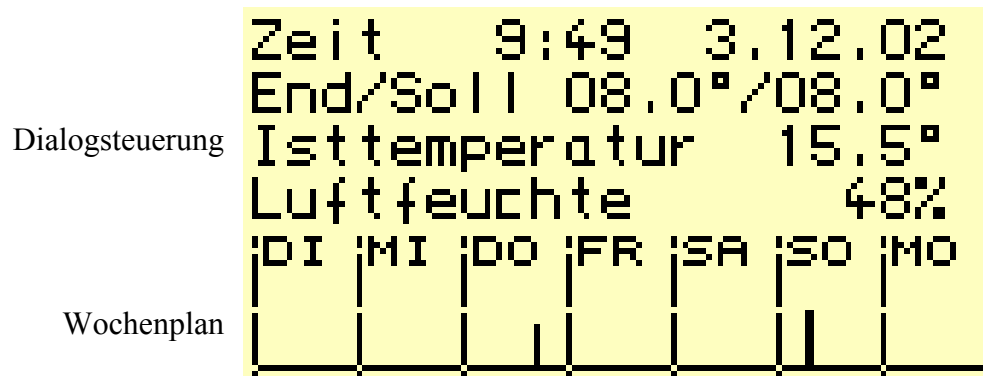 Zeit 9:49 3.12.02
End/Soll 08.0°/08.0°
Dialogsteuerung Isttemperatur 15.5°
Luftfeuchte 48%
DI MI DO FR SA SO MO
Wochenplan